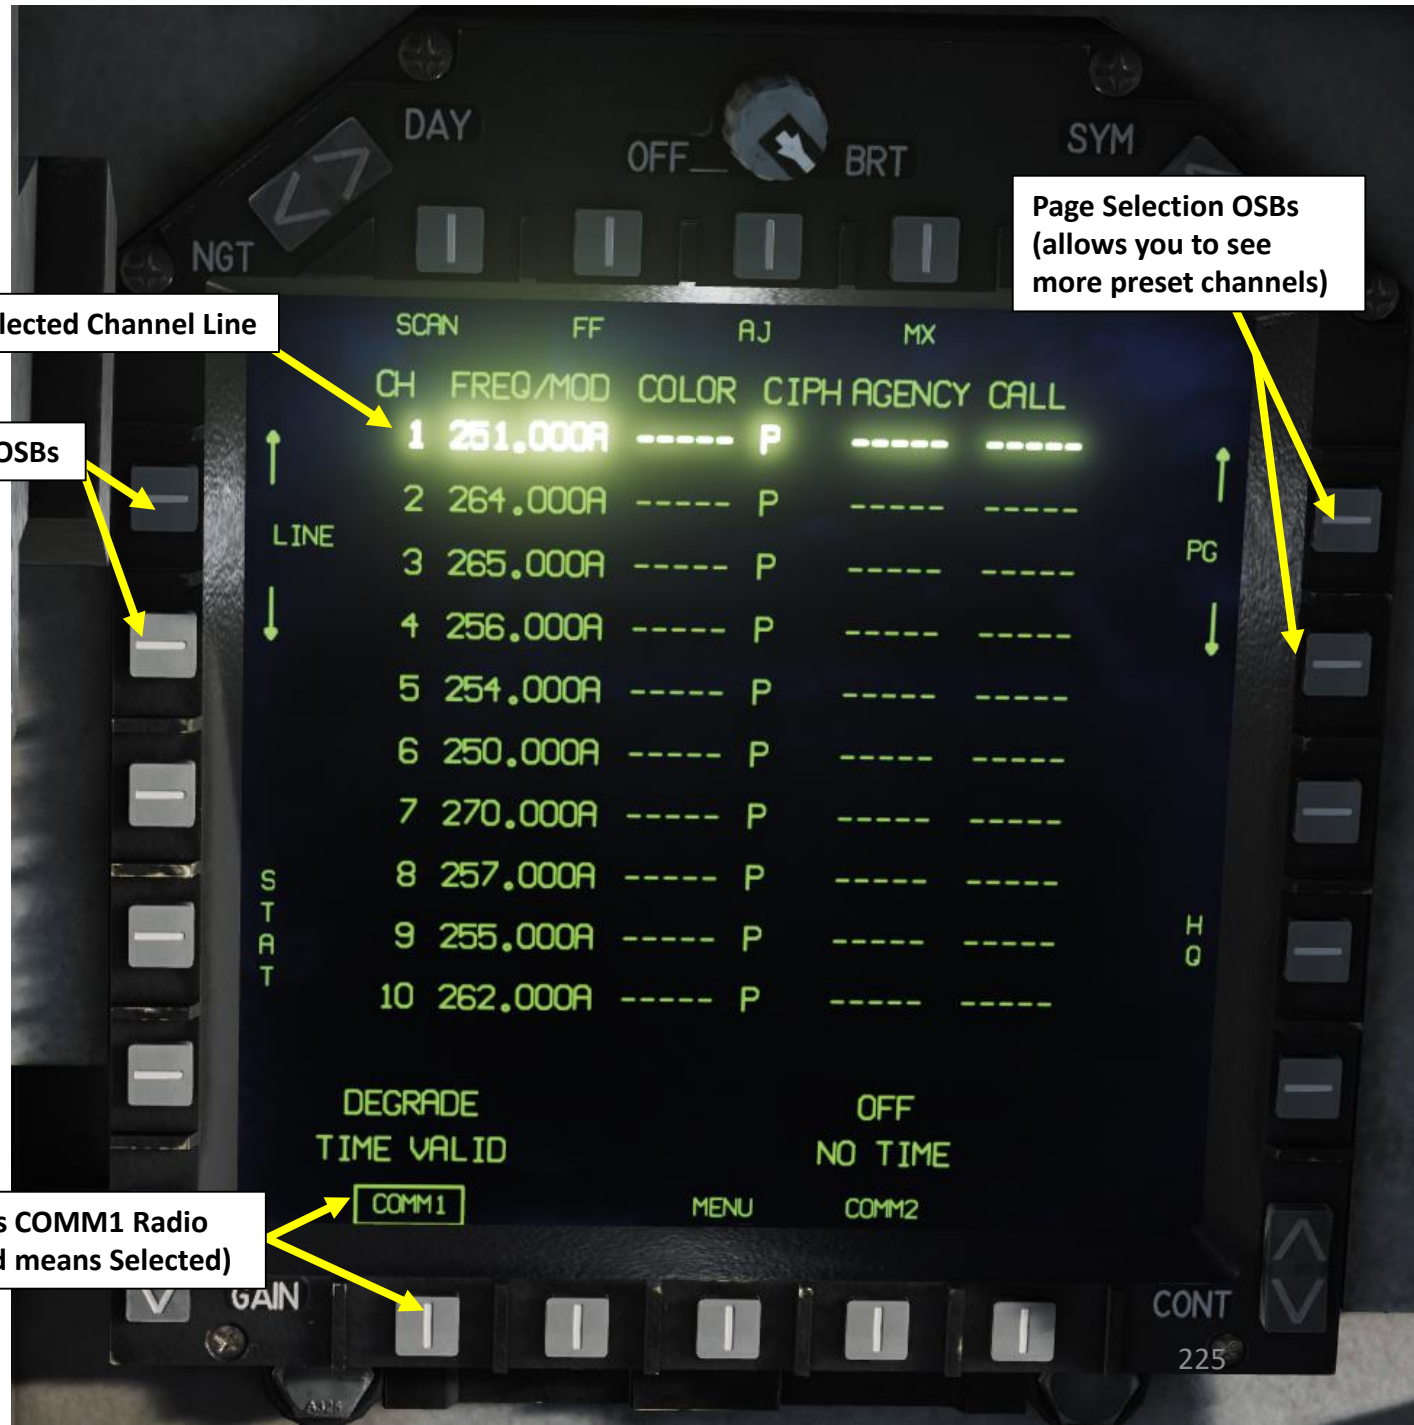 DAY
OFF
BRT
SYM
NGT
Page Selection OSBs
(allows you to see
more preset channels)
lected Channel Line
SCAN FF AJ MX
CH FREQ/MOD COLOR CIPH AGENCY CALL
1 251.000A ----- P ----- -----
OSBs
2 264.000A ----- P ----- -----
LINE
PG
3 265.000A ----- P ----- -----
4 256.000A ----- P ----- -----
5 254.000A ----- P ----- -----
6 250.000A ----- P ----- -----
7 270.000A ----- P ----- -----
8 257.000A ----- P ----- -----
STAT
9 255.000A ----- P ----- -----
HQ
10 262.000A ----- P ----- -----
DEGRADE OFF
TIME VALID NO TIME
COMM1 MENU COMM2
s COMM1 Radio
d means Selected)
GAIN
CONT
225